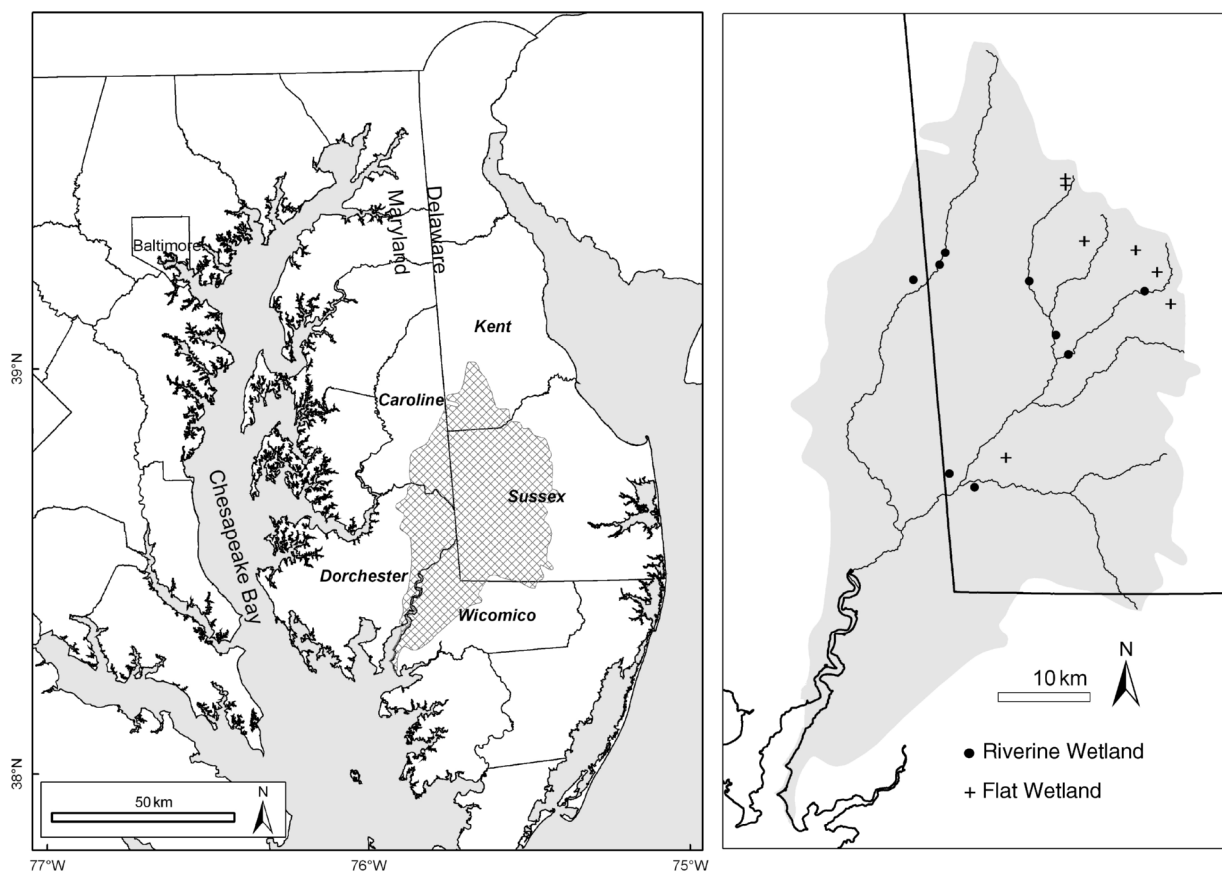 Maryland
Delaware
Baltimore
Kent
39°N
Caroline
Chesapeake Bay
Sussex
Dorchester
Wicomico
38°N
50 km
N
77°W
76°W
75°W
N
10 km
Riverine Wetland
Flat Wetland